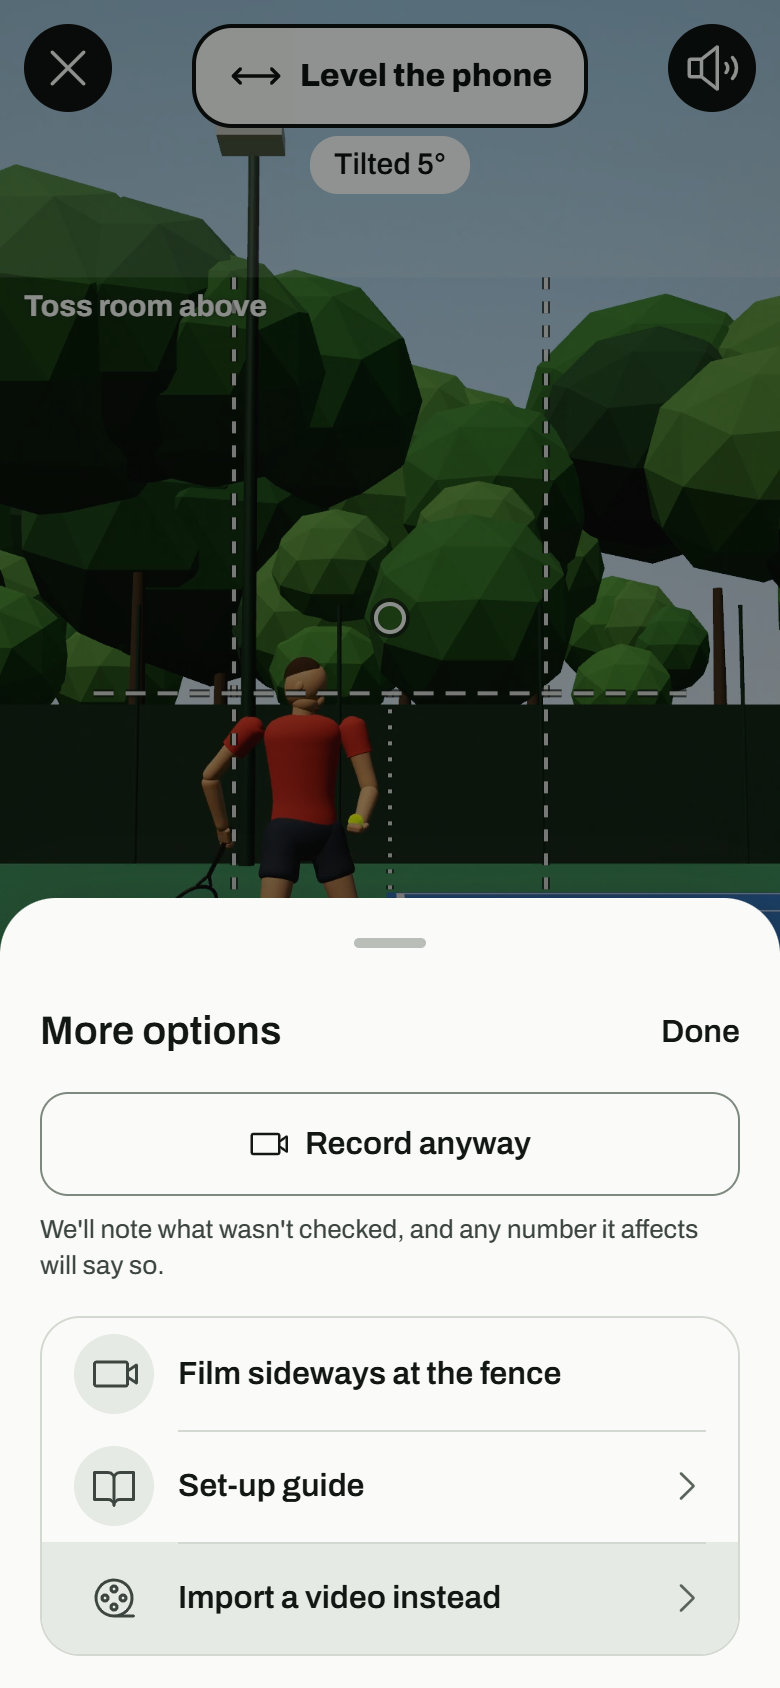 Level the phone
Tilted 5°
Toss room above
More options
Done
Record anyway
We'll note what wasn't checked, and any number it affects
will say so.
Film sideways at the fence
Set-up guide
Import a video instead